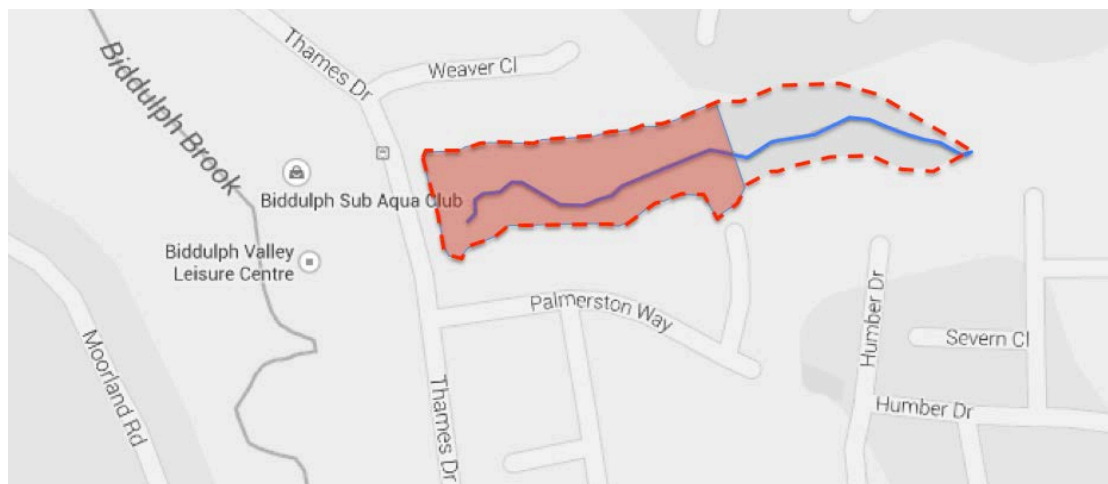 Thames Dr
Weaver Cl
Biddulph Brook
Biddulph Sub Aqua Club
Biddulph Valley
Leisure Centre
Palmerston Way
Humber Dr
Severn Cl
Moorland Rd
Thames Dr
Humber Dr